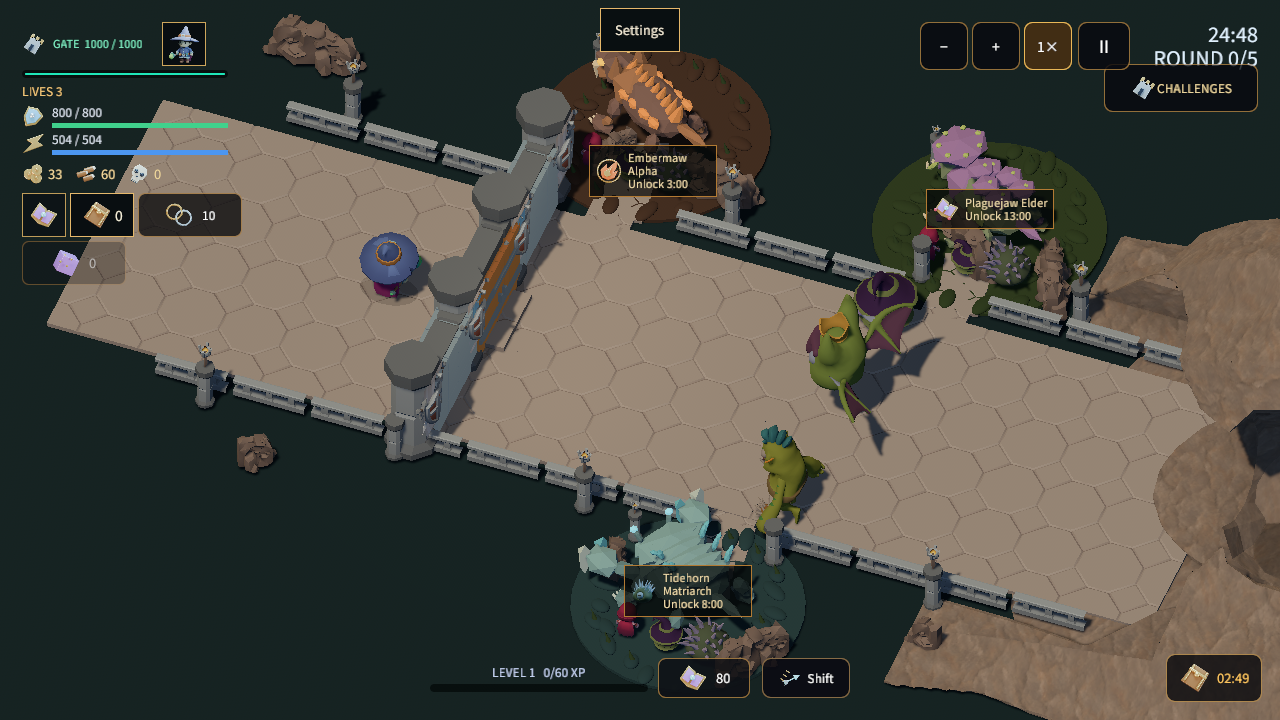 GATE 1000 / 1000
LIVES 3
800 / 800
504 / 504
33
60
0
0
10
0
Settings
−
+
1×
24:48
ROUND 0/5
CHALLENGES
Embermaw
Alpha
Unlock 3:00
Plaguejaw Elder
Unlock 13:00
Tidehorn
Matriarch
Unlock 8:00
LEVEL 1 0/60 XP
80
Shift
02:49